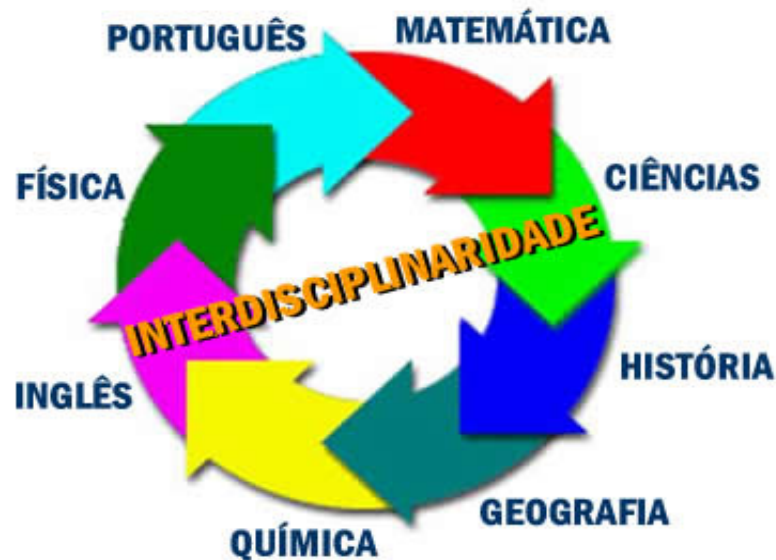 PORTUGUÊS
MATEMÁTICA
CIÊNCIAS
HISTÓRIA
GEOGRAFIA
QUÍMICA
INGLÊS
FÍSICA
INTERDISCIPLINARIDADE